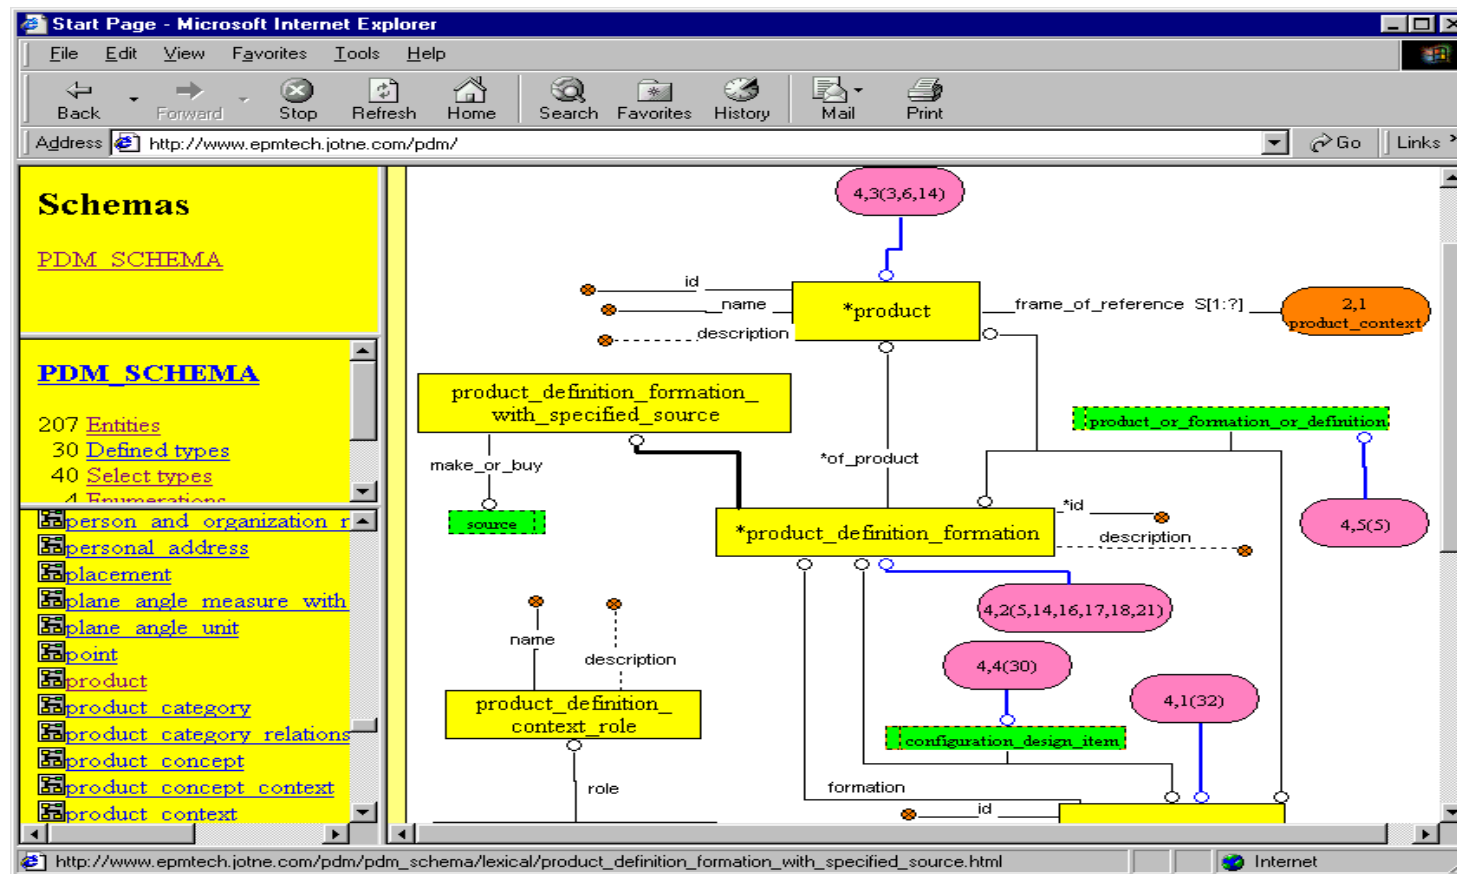 Start Page - Microsoft Internet Explorer
File Edit View Favorites Tools Help
Back Forward Stop Refresh Home Search Favorites History Mail Print
Address http://www.epmtech.jotne.com/pdm/ Go Links
Schemas
PDM_SCHEMA
PDM_SCHEMA
207 Entities
30 Defined types
40 Select types
4 Enumerations
person_and_organization_r
personal_address
placement
plane_angle_measure_with
plane_angle_unit
point
product
product_category
product_category_relations
product_concept
product_concept_context
product_context
4,3(3,6,14)
id
name
description
*product
frame_of_reference S[1:?]
2,1
product_context
product_definition_formation_
with_specified_source
product_or_formation_or_definition
make_or_buy
*of_product
source
4,5(5)
*product_definition_formation
*id
description
4,2(5,14,16,17,18,21)
name
description
4,4(30)
product_definition_
context_role
4,1(32)
configuration_design_item
role
formation
id
http://www.epmtech.jotne.com/pdm/pdm_schema/lexical/product_definition_formation_with_specified_source.html
Internet